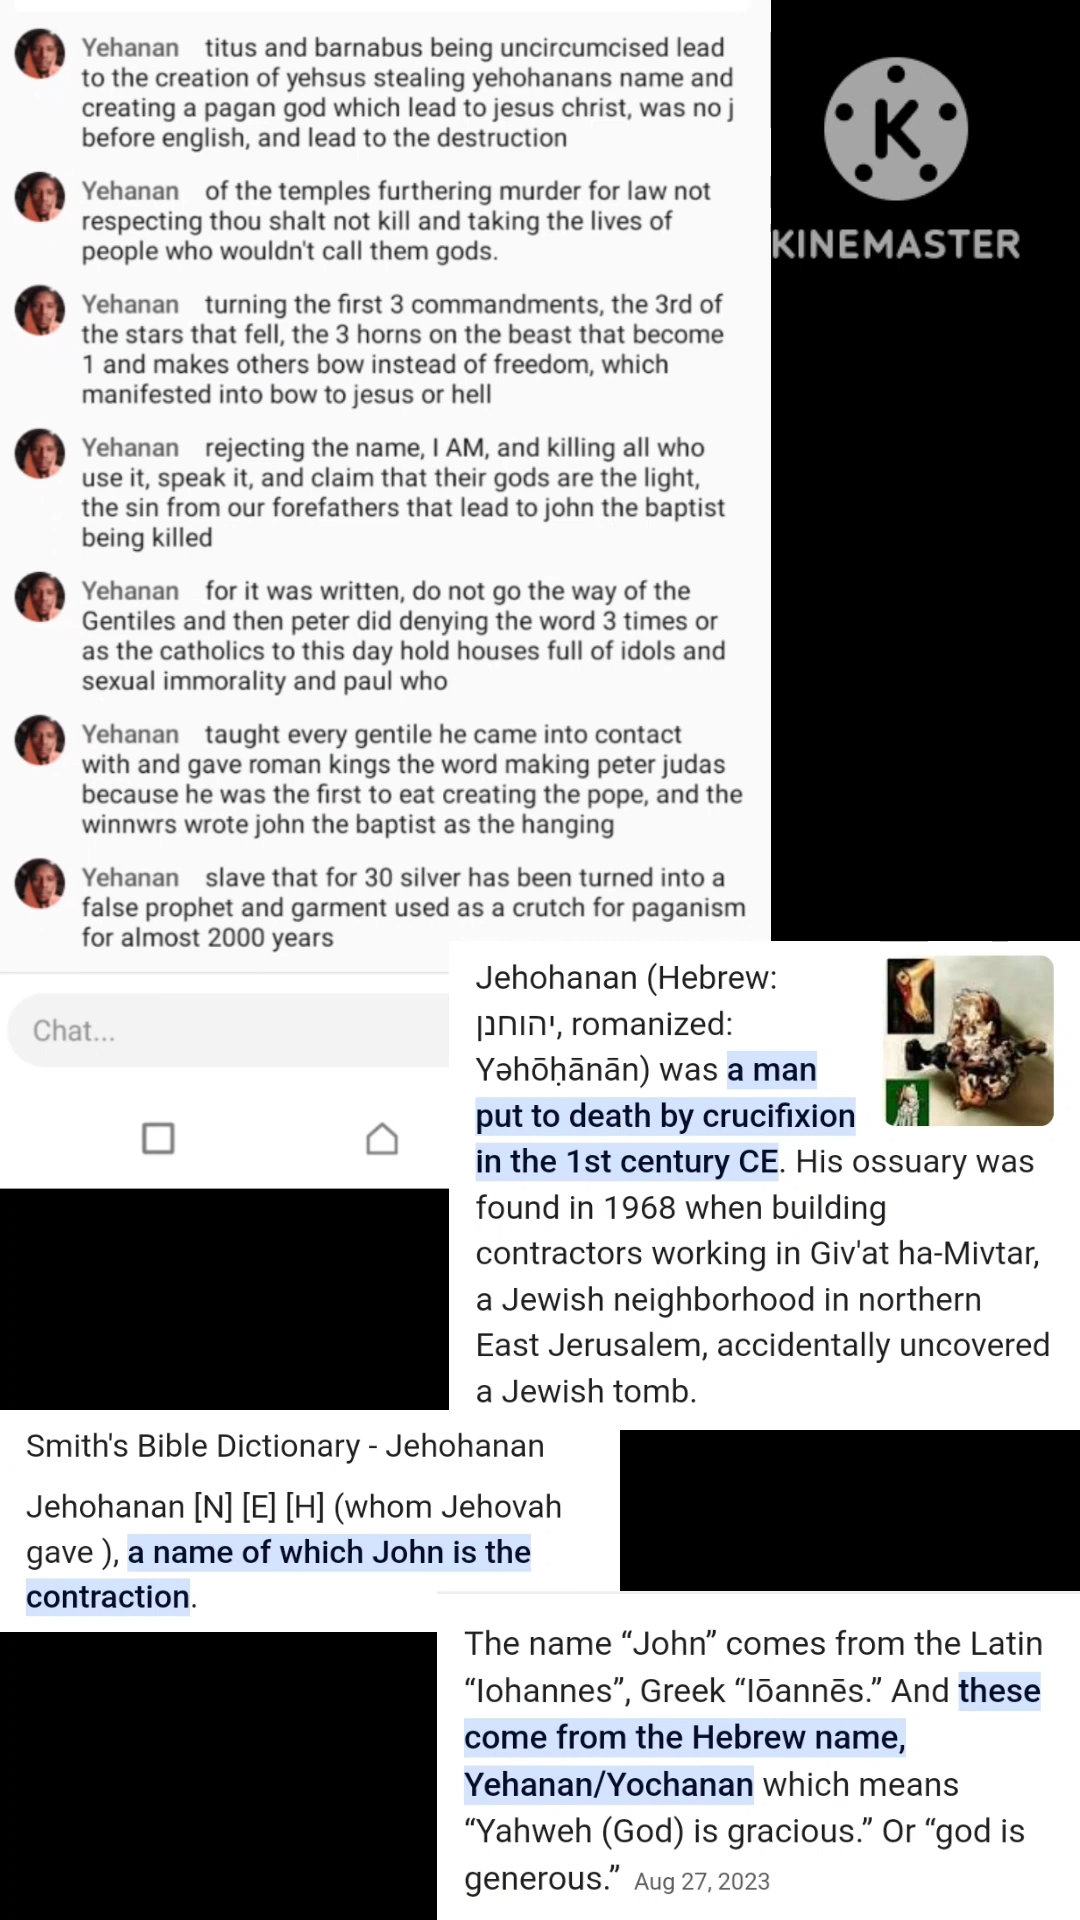 Yehanan titus and barnabus being uncircumcised lead
to the creation of yehsus stealing yehohanans name and
creating a pagan god which lead to jesus christ, was no j
before english, and lead to the destruction
Yehanan of the temples furthering murder for law not
respecting thou shalt not kill and taking the lives of
people who wouldn't call them gods.
Yehanan turning the first 3 commandments, the 3rd of
the stars that fell, the 3 horns on the beast that become
1 and makes others bow instead of freedom, which
manifested into bow to jesus or hell
Yehanan rejecting the name, I AM, and killing all who
use it, speak it, and claim that their gods are the light,
the sin from our forefathers that lead to john the baptist
being killed
Yehanan for it was written, do not go the way of the
Gentiles and then peter did denying the word 3 times or
as the catholics to this day hold houses full of idols and
sexual immorality and paul who
Yehanan taught every gentile he came into contact
with and gave roman kings the word making peter judas
because he was the first to eat creating the pope, and the
winnwrs wrote john the baptist as the hanging
Yehanan slave that for 30 silver has been turned into a
false prophet and garment used as a crutch for paganism
for almost 2000 years
Chat...
K
KINEMASTER
Jehohanan (Hebrew:
יהוחנן, romanized:
Yəhōḥānān) was a man
put to death by crucifixion
in the 1st century CE. His ossuary was
found in 1968 when building
contractors working in Giv'at ha-Mivtar,
a Jewish neighborhood in northern
East Jerusalem, accidentally uncovered
a Jewish tomb.
Smith's Bible Dictionary - Jehohanan
Jehohanan [N] [E] [H] (whom Jehovah
gave ), a name of which John is the
contraction.
The name “John” comes from the Latin
“Iohannes”, Greek “Iōannēs.” And these
come from the Hebrew name,
Yehanan/Yochanan which means
“Yahweh (God) is gracious.” Or “god is
generous.” Aug 27, 2023